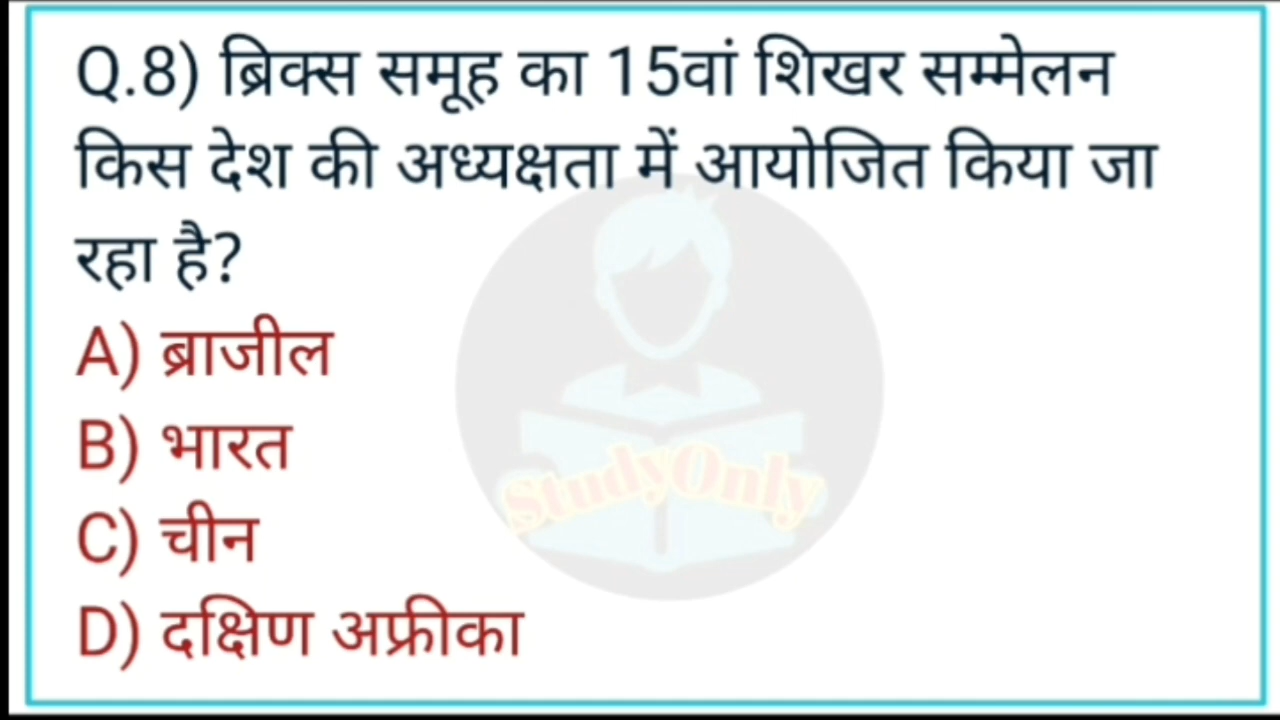 Q.8) ब्रिक्स समूह का 15वां शिखर सम्मेलन
किस देश की अध्यक्षता में आयोजित किया जा
रहा है?
A) ब्राजील
B) भारत
C) चीन
D) दक्षिण अफ्रीका
StudyOnly